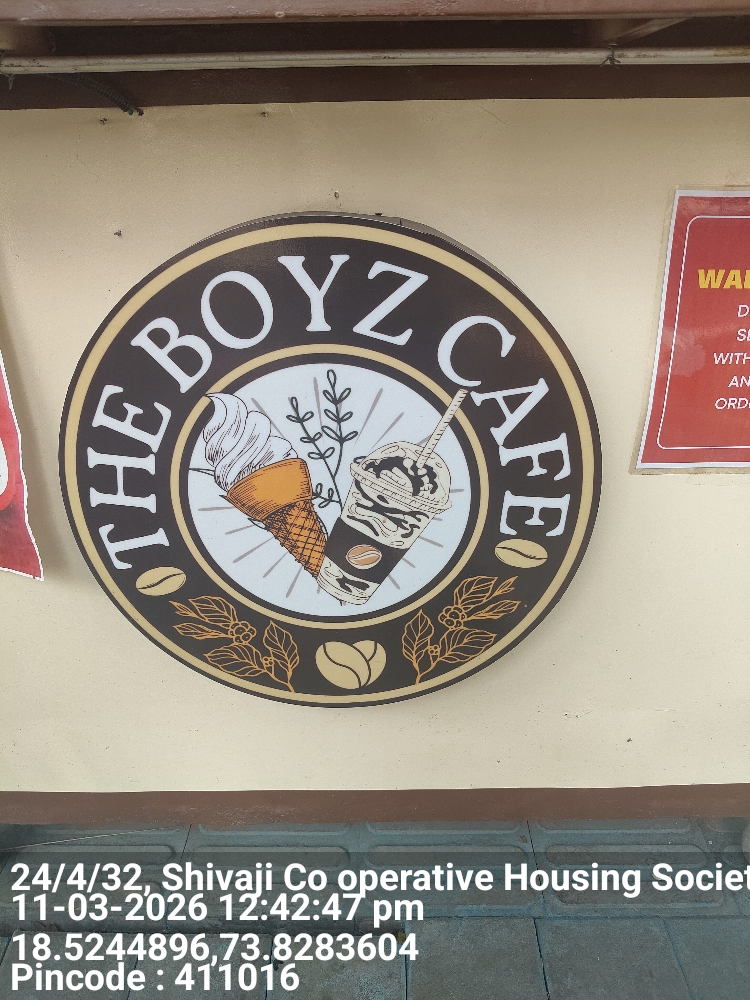 THE BOYZ CAFE
WITH
24/4/32, Shivaji Co operative Housing
11-03-2026 12:42:47 pm
18.5244896,73.8283604
Pincode : 411016